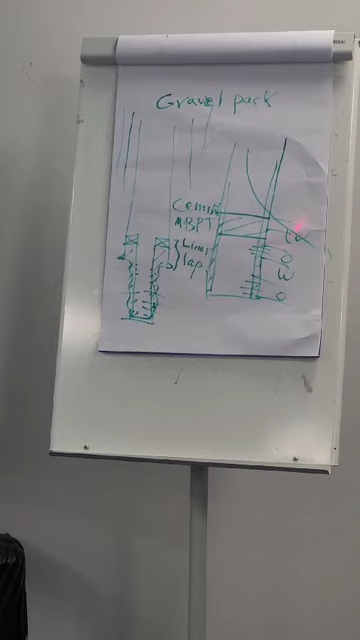 Gravel pack
Cement
MBPT
Liner
lap
W
O
W
O